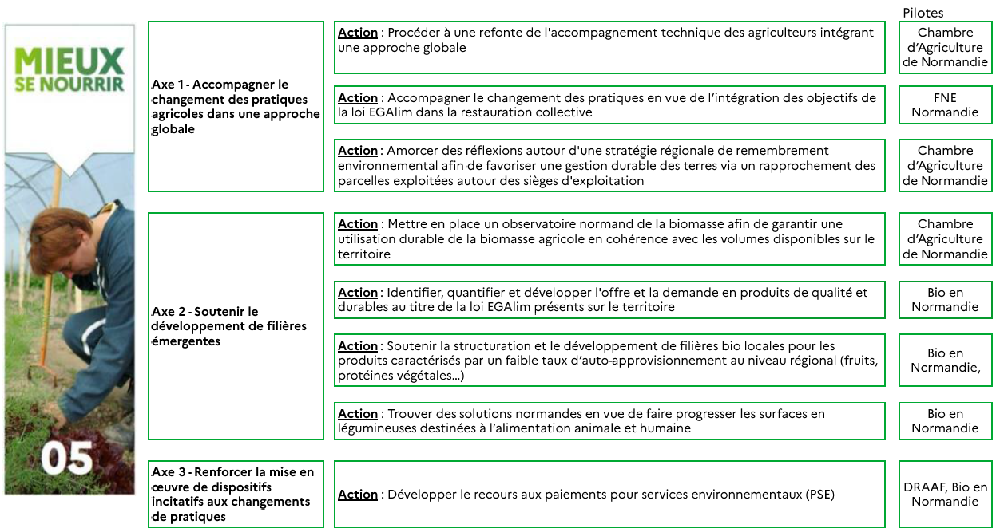 Pilotes
MIEUX
SE NOURRIR
05
Axe 1 - Accompagner le
changement des pratiques
agricoles dans une approche
globale
Action : Procéder à une refonte de l'accompagnement technique des agriculteurs intégrant
une approche globale
Chambre
d’Agriculture
de Normandie
Action : Accompagner le changement des pratiques en vue de l’intégration des objectifs de
la loi EGAlim dans la restauration collective
FNE
Normandie
Action : Amorcer des réflexions autour d'une stratégie régionale de remembrement
environnemental afin de favoriser une gestion durable des terres via un rapprochement des
parcelles exploitées autour des sièges d'exploitation
Chambre
d’Agriculture
de Normandie
Axe 2 - Soutenir le
développement de filières
émergentes
Action : Mettre en place un observatoire normand de la biomasse afin de garantir une
utilisation durable de la biomasse agricole en cohérence avec les volumes disponibles sur le
territoire
Chambre
d’Agriculture
de Normandie
Action : Identifier, quantifier et développer l'offre et la demande en produits de qualité et
durables au titre de la loi EGAlim présents sur le territoire
Bio en
Normandie
Action : Soutenir la structuration et le développement de filières bio locales pour les
produits caractérisés par un faible taux d’auto-approvisionnement au niveau régional (fruits,
protéines végétales…)
Bio en
Normandie,
Action : Trouver des solutions normandes en vue de faire progresser les surfaces en
légumineuses destinées à l’alimentation animale et humaine
Bio en
Normandie
Axe 3 - Renforcer la mise en
œuvre de dispositifs
incitatifs aux changements
de pratiques
Action : Développer le recours aux paiements pour services environnementaux (PSE)
DRAAF, Bio en
Normandie